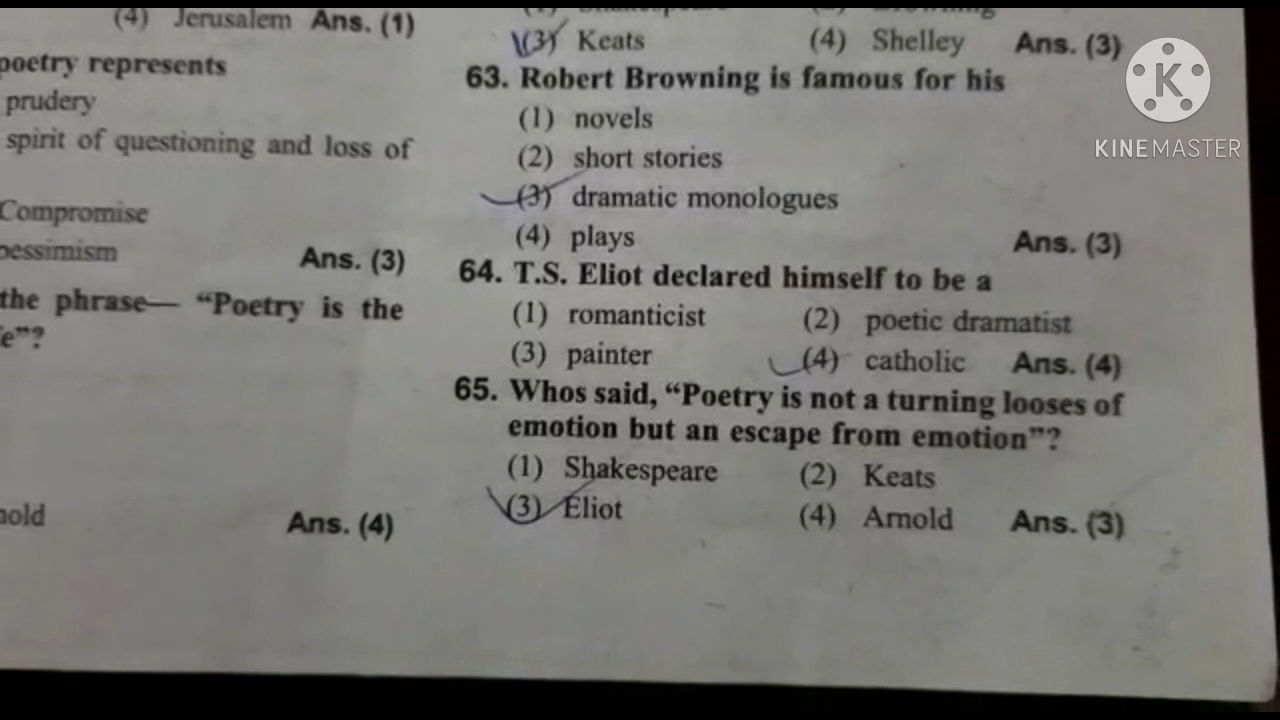 (4) Jerusalem Ans. (1)
poetry represents
prudery
spirit of questioning and loss of
Compromise
pessimism
Ans. (3)
the phrase— “Poetry is the
e”?
Ans. (4)
(3) Keats (4) Shelley Ans. (3)
63. Robert Browning is famous for his
(1) novels
(2) short stories
(3) dramatic monologues
(4) plays Ans. (3)
64. T.S. Eliot declared himself to be a
(1) romanticist (2) poetic dramatist
(3) painter (4) catholic Ans. (4)
65. Whos said, “Poetry is not a turning looses of
emotion but an escape from emotion”?
(1) Shakespeare (2) Keats
(3) Eliot (4) Arnold Ans. (3)
K
KINEMASTER